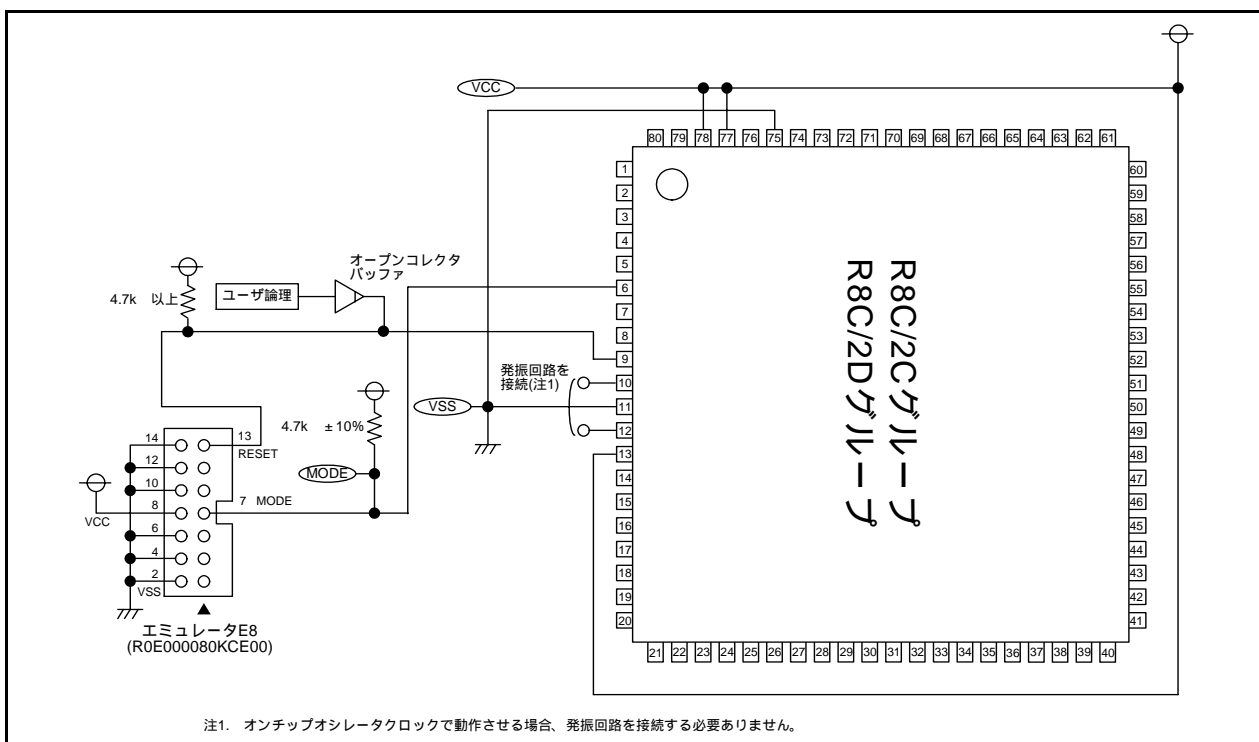 VCC
80 79 78 77 76 75 74 73 72 71 70 69 68 67 66 65 64 63 62 61
1
2
3
4
5
6
7
8
9
10
11
12
13
14
15
16
17
18
19
20
60
59
58
57
56
55
54
53
52
51
50
49
48
47
46
45
44
43
42
41
21 22 23 24 25 26 27 28 29 30 31 32 33 34 35 36 37 38 39 40
R8C/2Cグループ
R8C/2Dグループ
オープンコレクタ
バッファ
ユーザ論理
4.7k 以上
発振回路を
接続(注1)
VSS
4.7k ±10%
MODE
14
13
RESET
12
10
8
VCC
7 MODE
6
4
2
VSS
エミュレータE8
(R0E000080KCE00)
注1. オンチップオシレータクロックで動作させる場合、発振回路を接続する必要ありません。